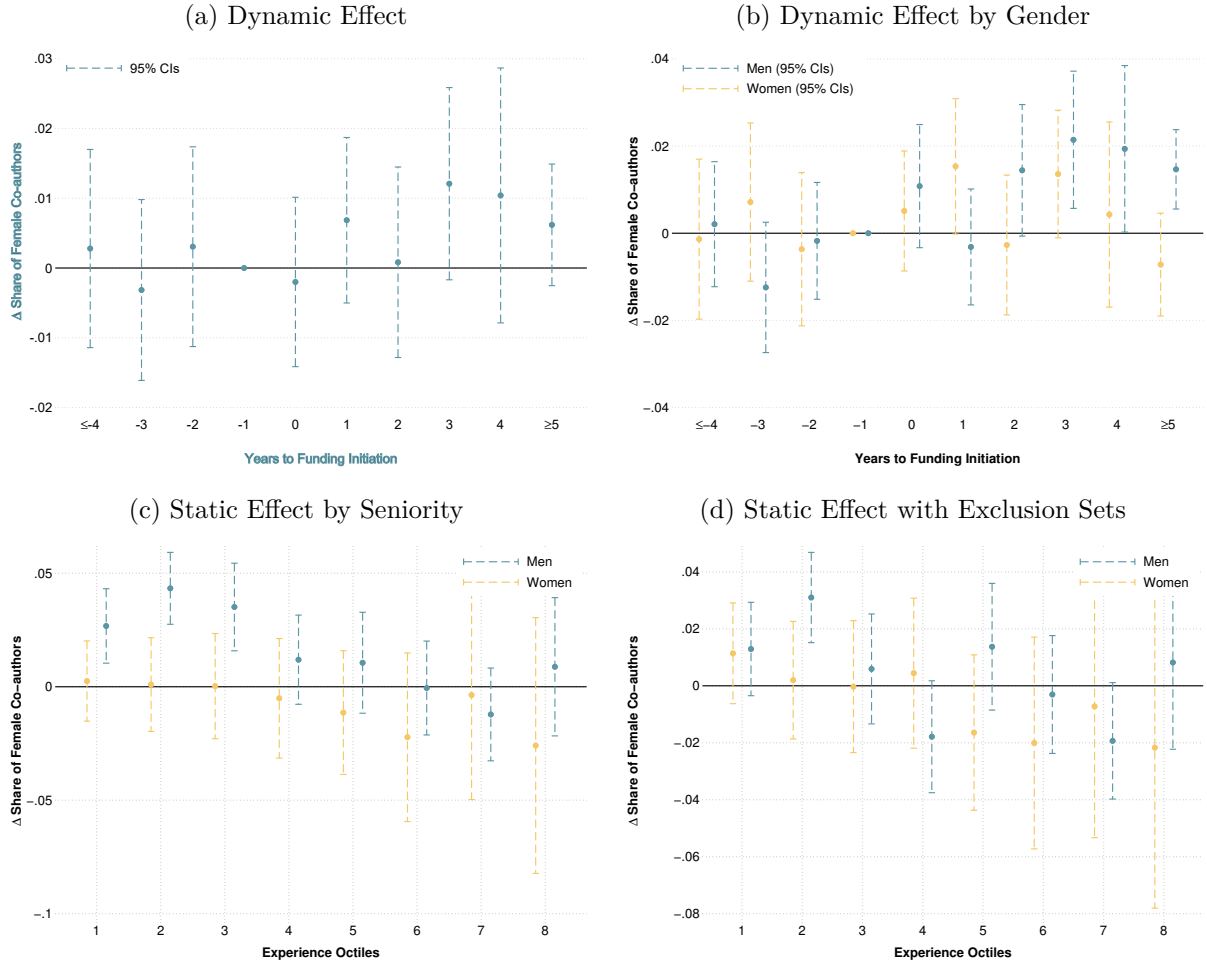 (a) Dynamic Effect
95% CIs
.03
.02
.01
0
-.01
-.02
Δ Share of Female Co-authors
≤-4 -3 -2 -1 0 1 2 3 4 ≥5
Years to Funding Initiation
(b) Dynamic Effect by Gender
Men (95% CIs)
Women (95% CIs)
.04
.02
0
−.02
−.04
Δ Share of Female Co−authors
≤−4 −3 −2 −1 0 1 2 3 4 ≥5
Years to Funding Initiation
(c) Static Effect by Seniority
Men
Women
.05
0
−.05
−.1
Δ Share of Female Co−authors
1 2 3 4 5 6 7 8
Experience Octiles
(d) Static Effect with Exclusion Sets
Men
Women
.04
.02
0
−.02
−.04
−.06
−.08
Δ Share of Female Co−authors
1 2 3 4 5 6 7 8
Experience Octiles